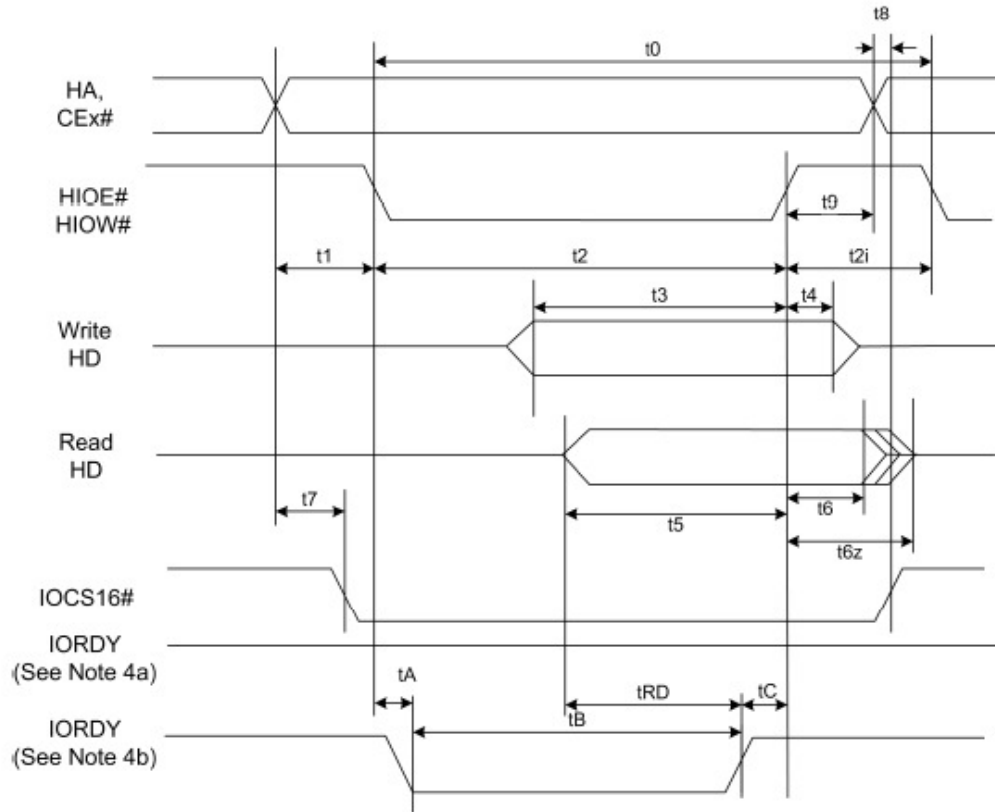 t8
t0
HA,
CEx#
HIOE#
HIOW#
t9
t1
t2
t2i
t3
t4
Write
HD
Read
HD
t7
t6
t5
t6z
IOCS16#
IORDY
(See Note 4a)
tA
tRD
tC
tB
IORDY
(See Note 4b)